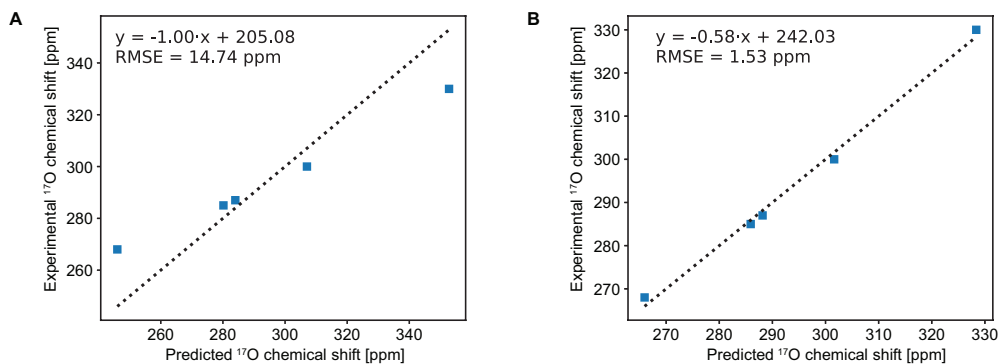 A
y = -1.00·x + 205.08
RMSE = 14.74 ppm
Experimental ¹⁷O chemical shift [ppm]
340
320
300
280
260
260 280 300 320 340
Predicted ¹⁷O chemical shift [ppm]
B
y = -0.58·x + 242.03
RMSE = 1.53 ppm
Experimental ¹⁷O chemical shift [ppm]
330
320
310
300
290
280
270
270 280 290 300 310 320 330
Predicted ¹⁷O chemical shift [ppm]